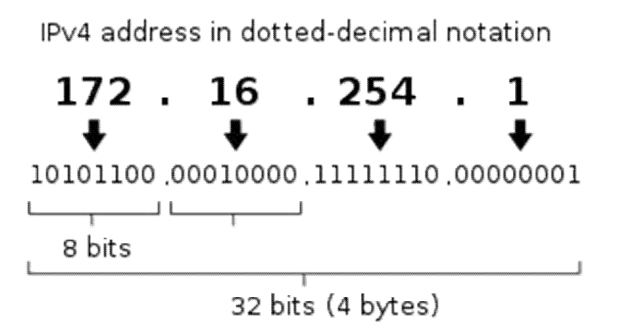 IPv4 address in dotted-decimal notation
172 . 16 . 254 . 1
10101100 .00010000 .11111110 .00000001
8 bits
32 bits (4 bytes)